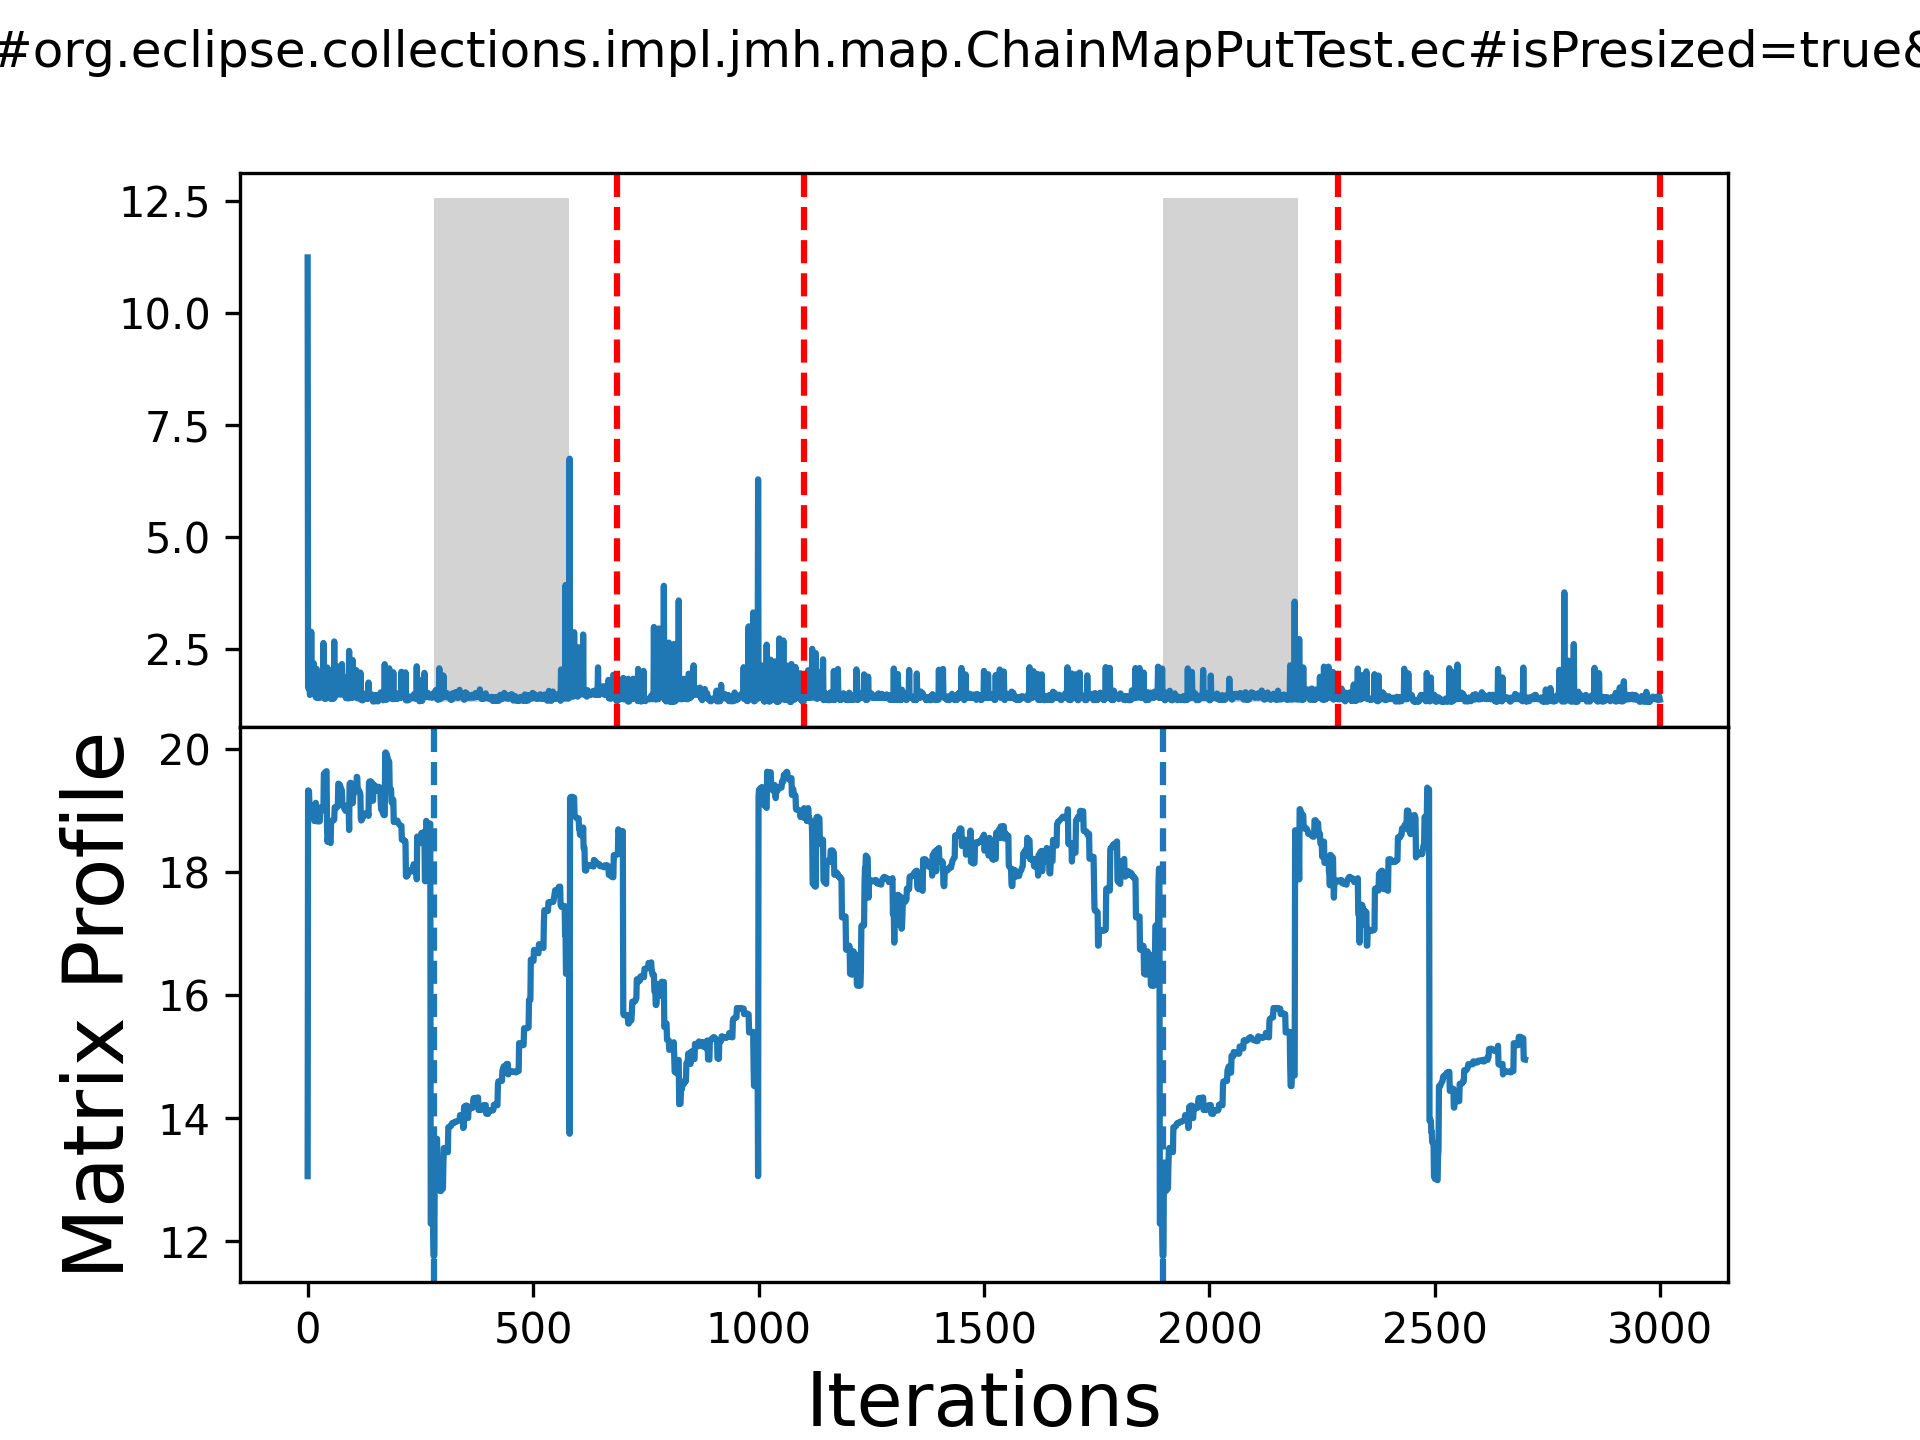 #org.eclipse.collections.impl.jmh.map.ChainMapPutTest.ec#isPresized=true&
12.5
10.0
7.5
5.0
2.5
Matrix Profile
20
18
16
14
12
0 500 1000 1500 2000 2500 3000
Iterations